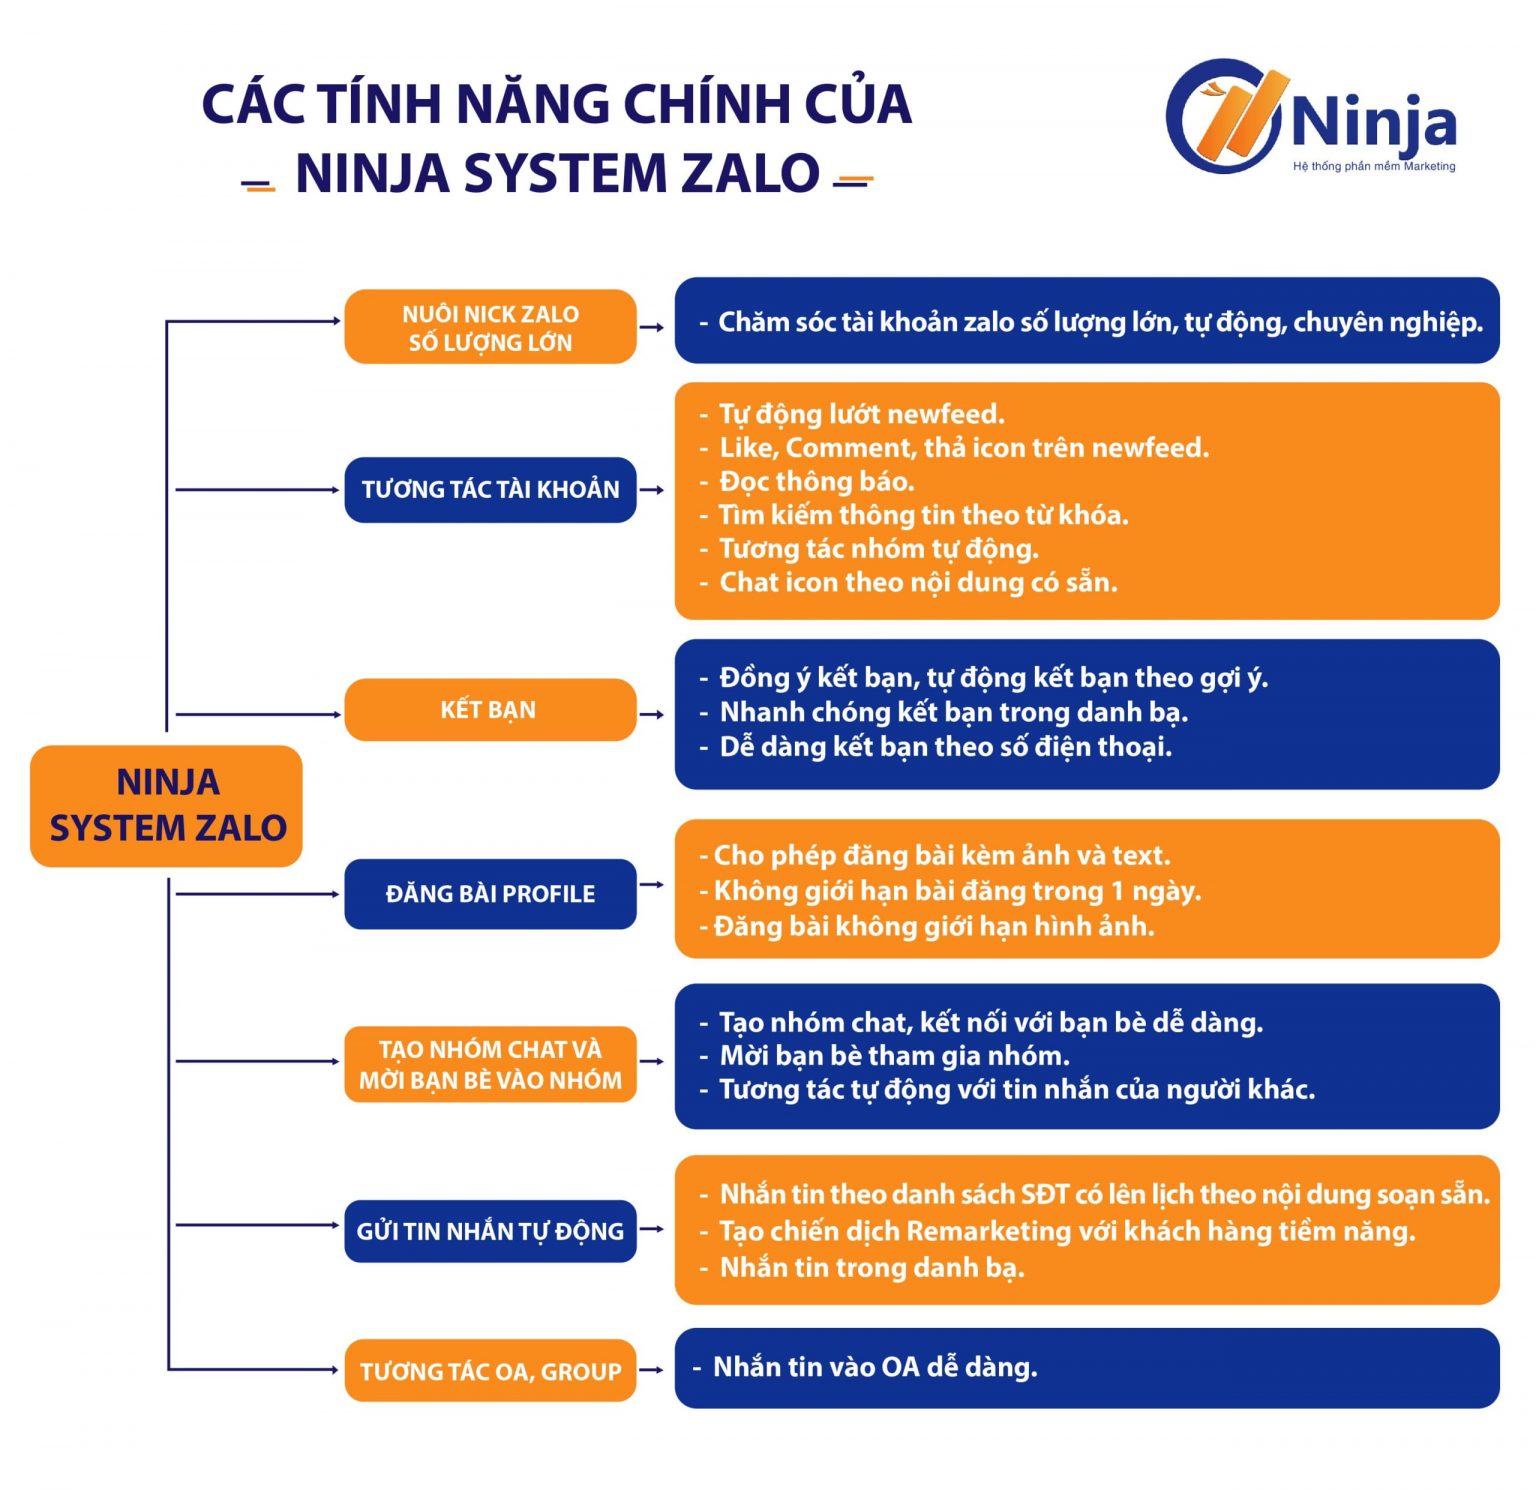 CÁC TÍNH NĂNG CHÍNH CỦA
NINJA SYSTEM ZALO
Ninja
Hệ thống phần mềm Marketing
NUÔI NICK ZALO
SỐ LƯỢNG LỚN
- Chăm sóc tài khoản zalo số lượng lớn, tự động, chuyên nghiệp.
TƯƠNG TÁC TÀI KHOẢN
- Tự động lướt newfeed.
- Like, Comment, thả icon trên newfeed.
- Đọc thông báo.
- Tìm kiếm thông tin theo từ khóa.
- Tương tác nhóm tự động.
- Chat icon theo nội dung có sẵn.
KẾT BẠN
- Đồng ý kết bạn, tự động kết bạn theo gợi ý.
- Nhanh chóng kết bạn trong danh bạ.
- Dễ dàng kết bạn theo số điện thoại.
NINJA
SYSTEM ZALO
ĐĂNG BÀI PROFILE
- Cho phép đăng bài kèm ảnh và text.
- Không giới hạn bài đăng trong 1 ngày.
- Đăng bài không giới hạn hình ảnh.
TẠO NHÓM CHAT VÀ
MỜI BẠN BÈ VÀO NHÓM
- Tạo nhóm chat, kết nối với bạn bè dễ dàng.
- Mời bạn bè tham gia nhóm.
- Tương tác tự động với tin nhắn của người khác.
GỬI TIN NHẮN TỰ ĐỘNG
- Nhắn tin theo danh sách SĐT có lên lịch theo nội dung soạn sẵn.
- Tạo chiến dịch Remarketing với khách hàng tiềm năng.
- Nhắn tin trong danh bạ.
TƯƠNG TÁC OA, GROUP
- Nhắn tin vào OA dễ dàng.